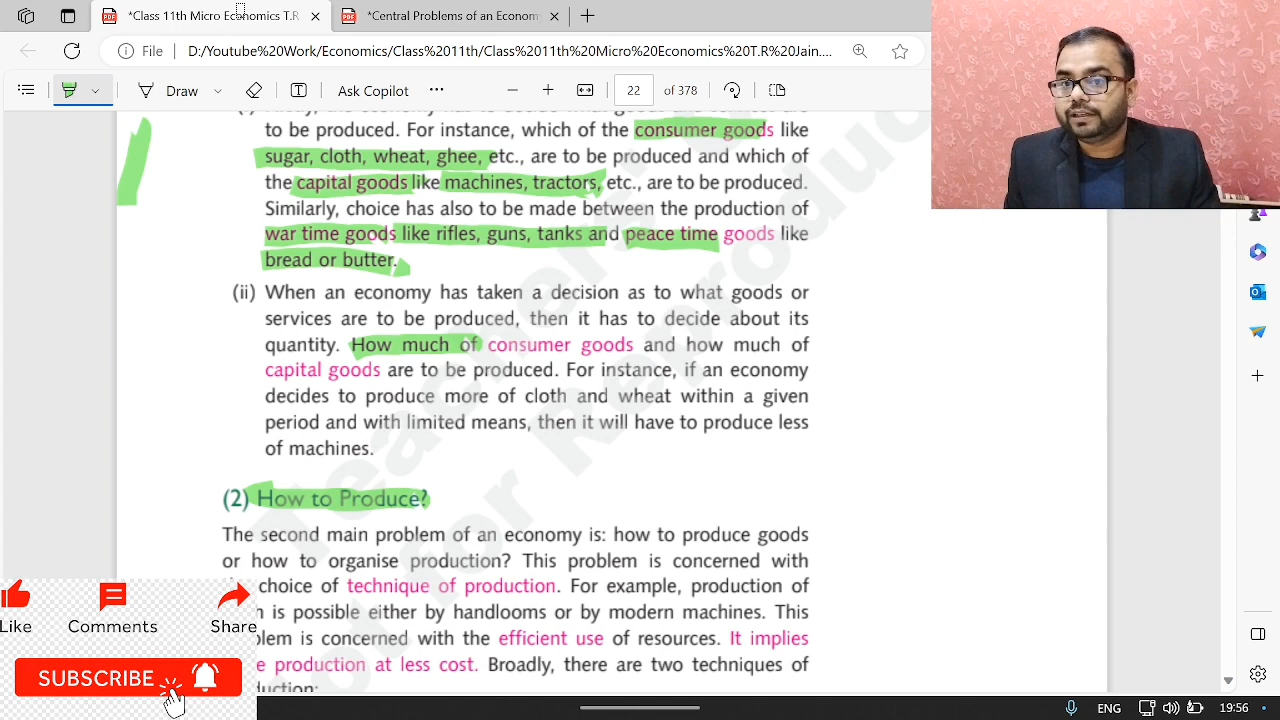 *Class 11 Micro Economics T.R
*Central Problems of an Econom
File
D:/Youtube%20Work/Economics/Class%2011th/Class%2011th%20Micro%20Economics%20T.R%20Jain....
Draw
Ask Copilot
22
of 378
to be produced. For instance, which of the consumer goods like
sugar, cloth, wheat, ghee, etc., are to be produced and which of
the capital goods like machines, tractors, etc., are to be produced.
Similarly, choice has also to be made between the production of
war time goods like rifles, guns, tanks and peace time goods like
bread or butter.
(ii) When an economy has taken a decision as to what goods or
services are to be produced, then it has to decide about its
quantity. How much of consumer goods and how much of
capital goods are to be produced. For instance, if an economy
decides to produce more of cloth and wheat within a given
period and with limited means, then it will have to produce less
of machines.
(2) How to Produce?
The second main problem of an economy is: how to produce goods
or how to organise production? This problem is concerned with
choice of technique of production. For example, production of
is possible either by handlooms or by modern machines. This
is concerned with the efficient use of resources. It implies
production at less cost. Broadly, there are two techniques of
Like
Comments
Share
SUBSCRIBE
ENG
19:56